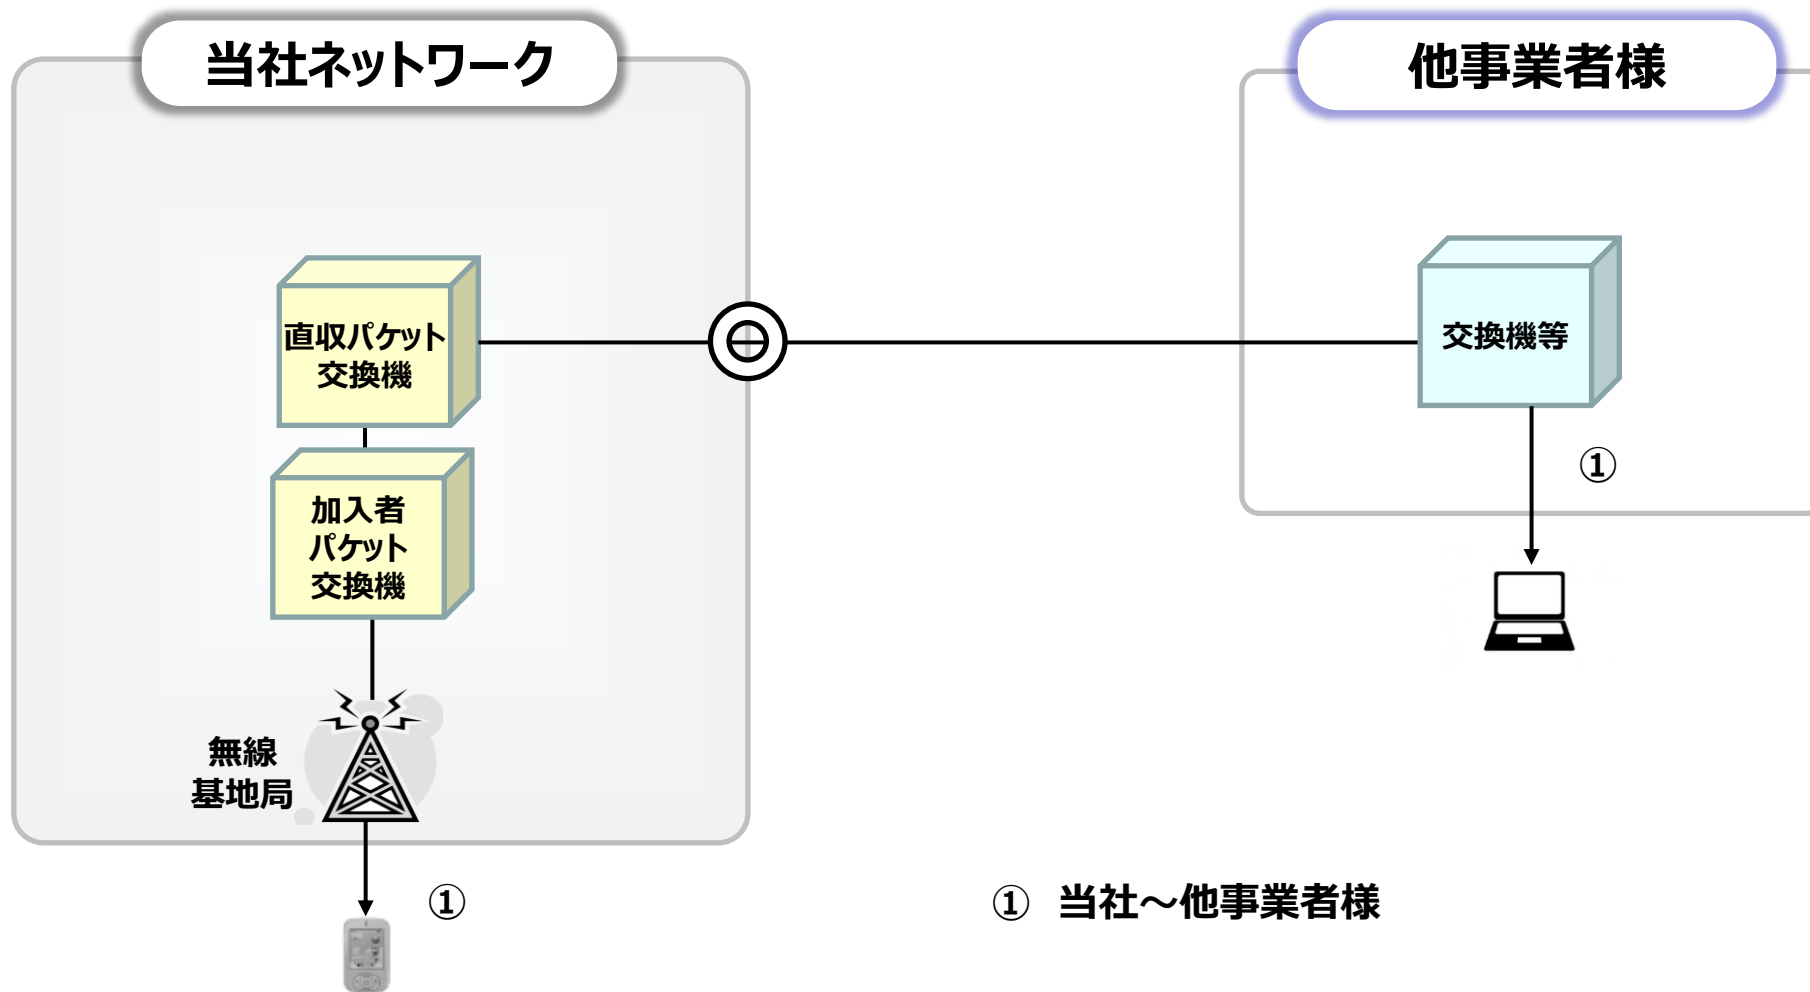 当社ネットワーク
他事業者様
直収パケット
交換機
交換機等
①
加入者
パケット
交換機
無線
基地局
①
① 当社～他事業者様